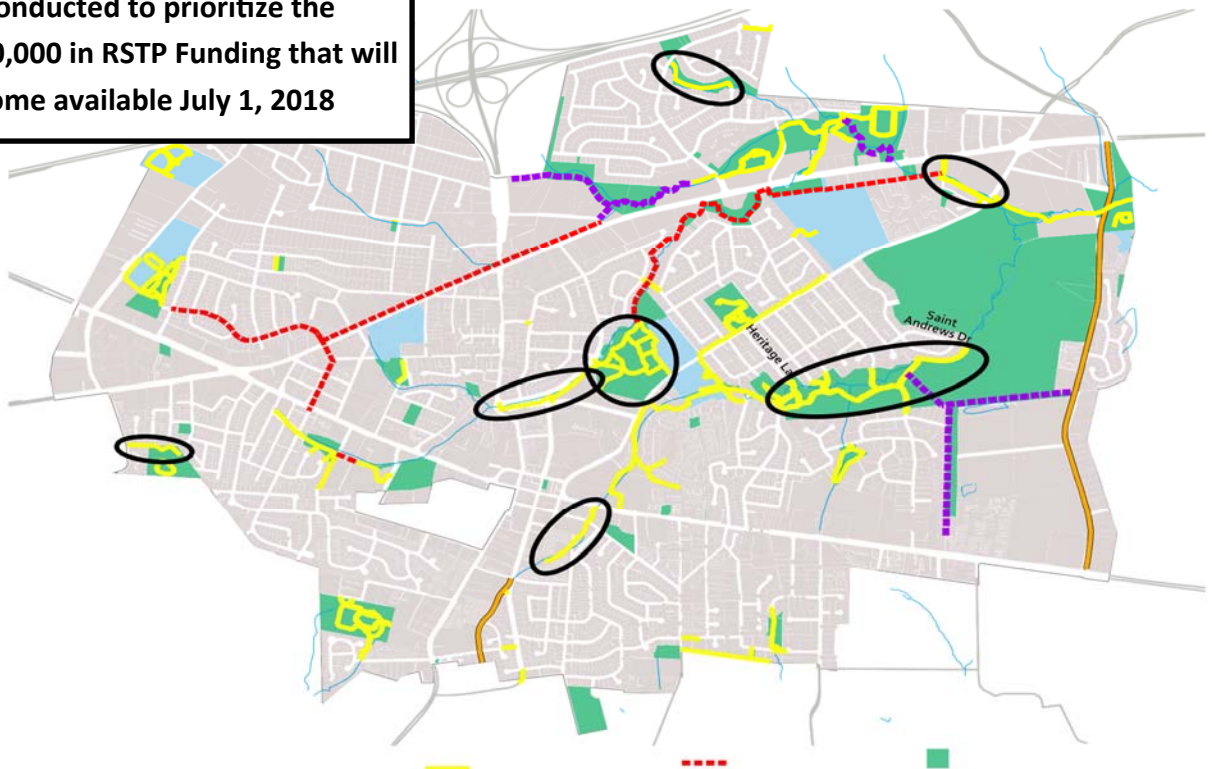 onducted to prioritize the
0,000 in RSTP Funding that will
ome available July 1, 2018
Saint
Andrews Dr
Heritage La